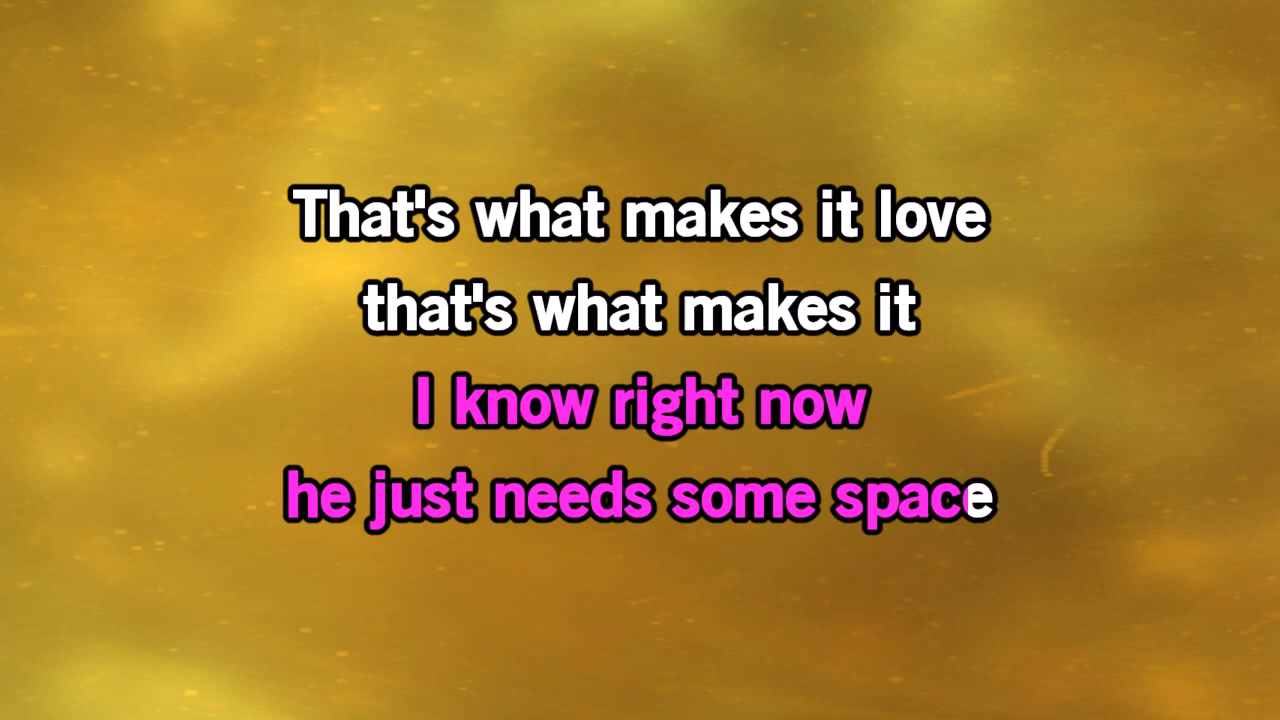 That's what makes it love
that's what makes it
I know right now
he just needs some space